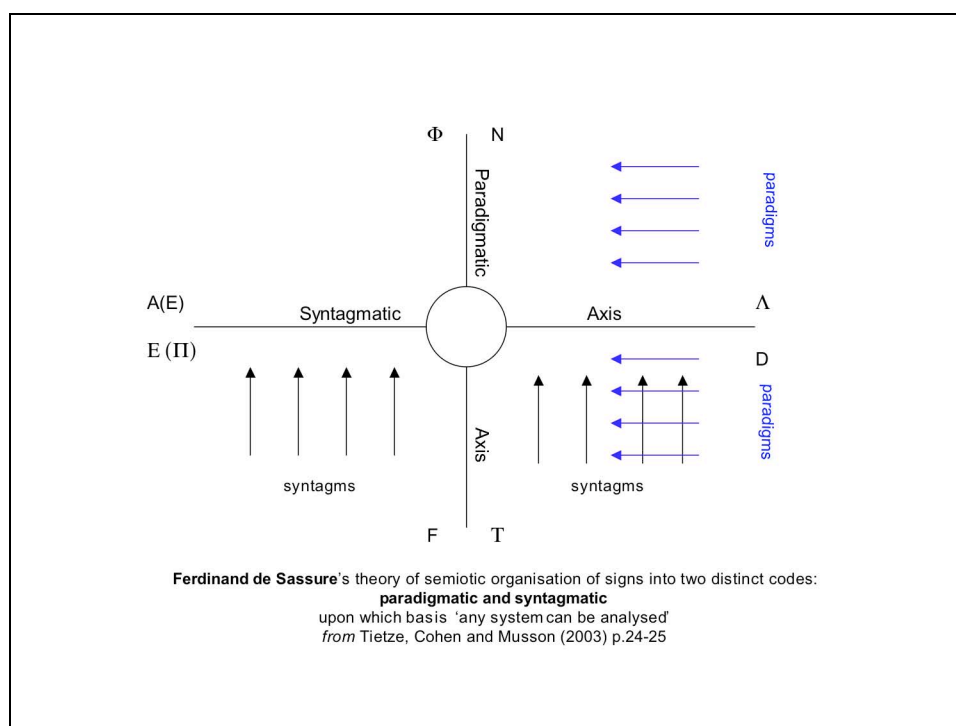 Φ N
Paradigmatic
paradigms
A(E) Λ
Syntagmatic Axis
E (Π) D
paradigms
Axis
syntagms syntagms
F T
Ferdinand de Sassure's theory of semiotic organisation of signs into two distinct codes:
paradigmatic and syntagmatic
upon which basis 'any system can be analysed'
from Tietze, Cohen and Musson (2003) p.24-25